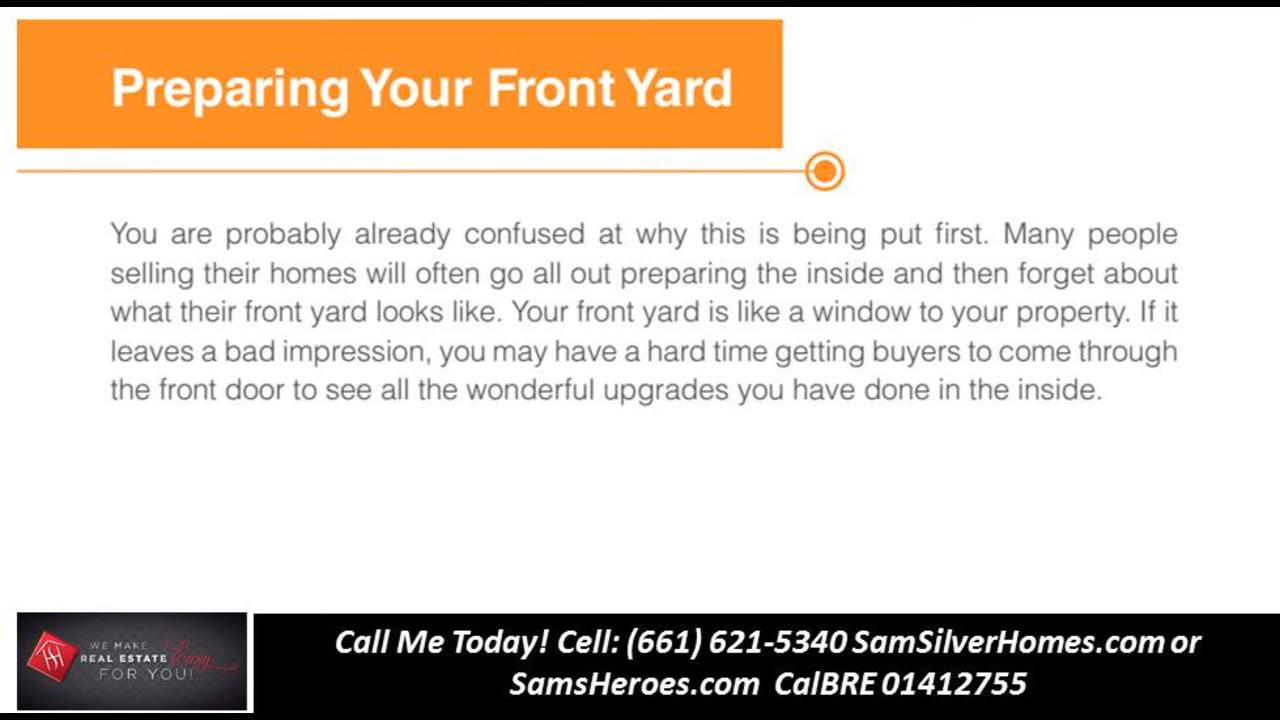 Preparing Your Front Yard
You are probably already confused at why this is being put first. Many people
selling their homes will often go all out preparing the inside and then forget about
what their front yard looks like. Your front yard is like a window to your property. If it
leaves a bad impression, you may have a hard time getting buyers to come through
the front door to see all the wonderful upgrades you have done in the inside.
WE MAKE
REAL ESTATE Easy
FOR YOU!
Call Me Today! Cell: (661) 621-5340 SamSilverHomes.com or
SamsHeroes.com CalBRE 01412755